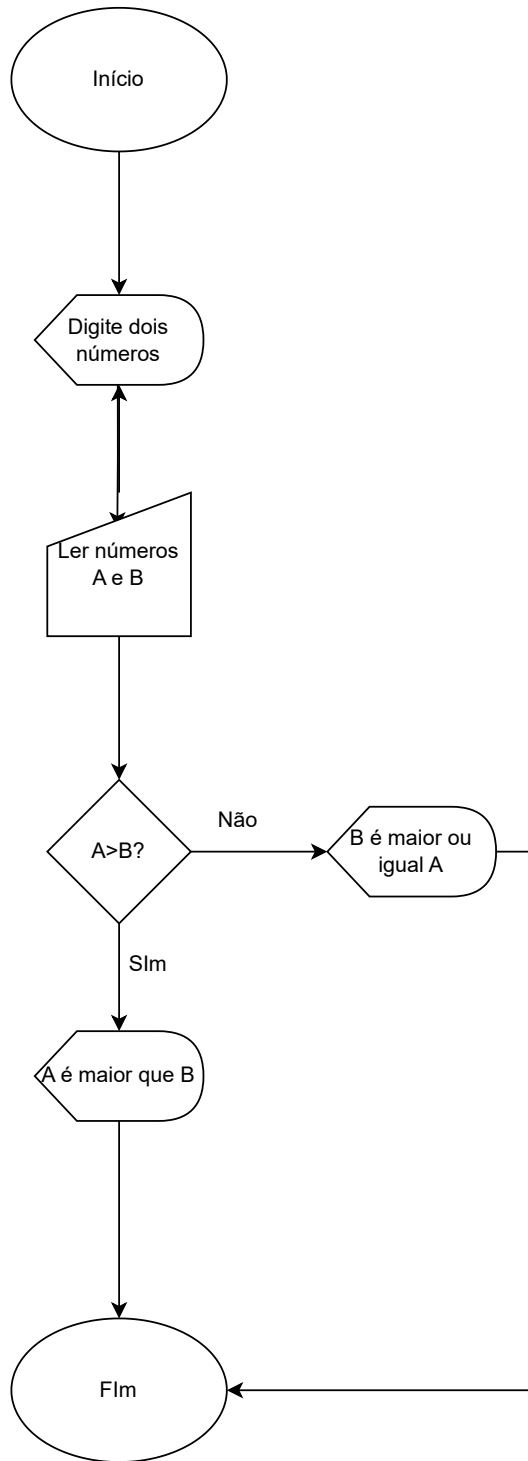 Início
Digite dois
números
Ler números
A e B
A>B?
Não
B é maior ou
igual A
SIm
A é maior que B
FIm